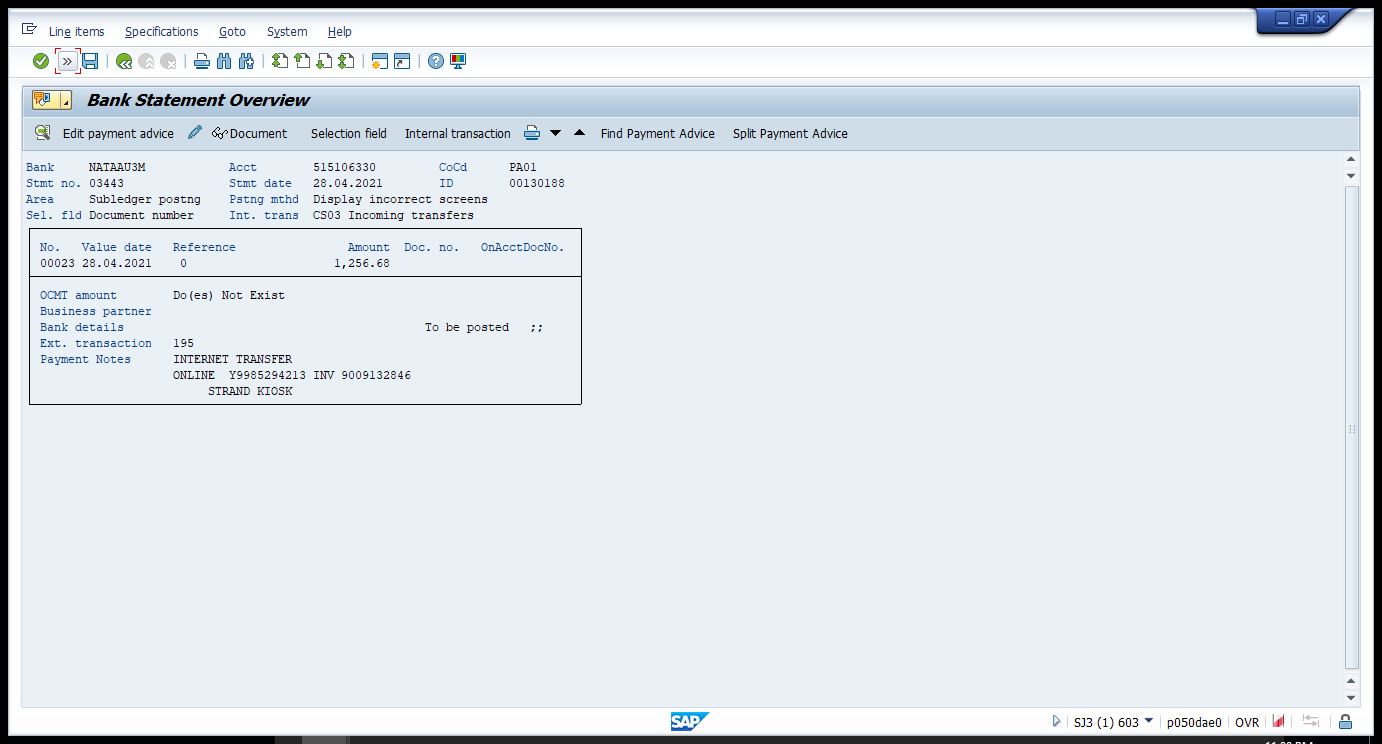 Line items Specifications Goto System Help
Bank Statement Overview
Edit payment advice Document Selection field Internal transaction Find Payment Advice Split Payment Advice
Bank NATAAU3M Acct 515106330 CoCd PA01
Stmt no. 03443 Stmt date 28.04.2021 ID 00130188
Area Subledger postng Pstng mthd Display incorrect screens
Sel. fld Document number Int. trans CS03 Incoming transfers
No. Value date Reference Amount Doc. no. OnAcctDocNo.
00023 28.04.2021 0 1,256.68
OCMT amount Do(es) Not Exist
Business partner
Bank details To be posted ;;
Ext. transaction 195
Payment Notes INTERNET TRANSFER
ONLINE Y9985294213 INV 9009132846
STRAND KIOSK
SAP SJ3 (1) 603 p050dae0 OVR